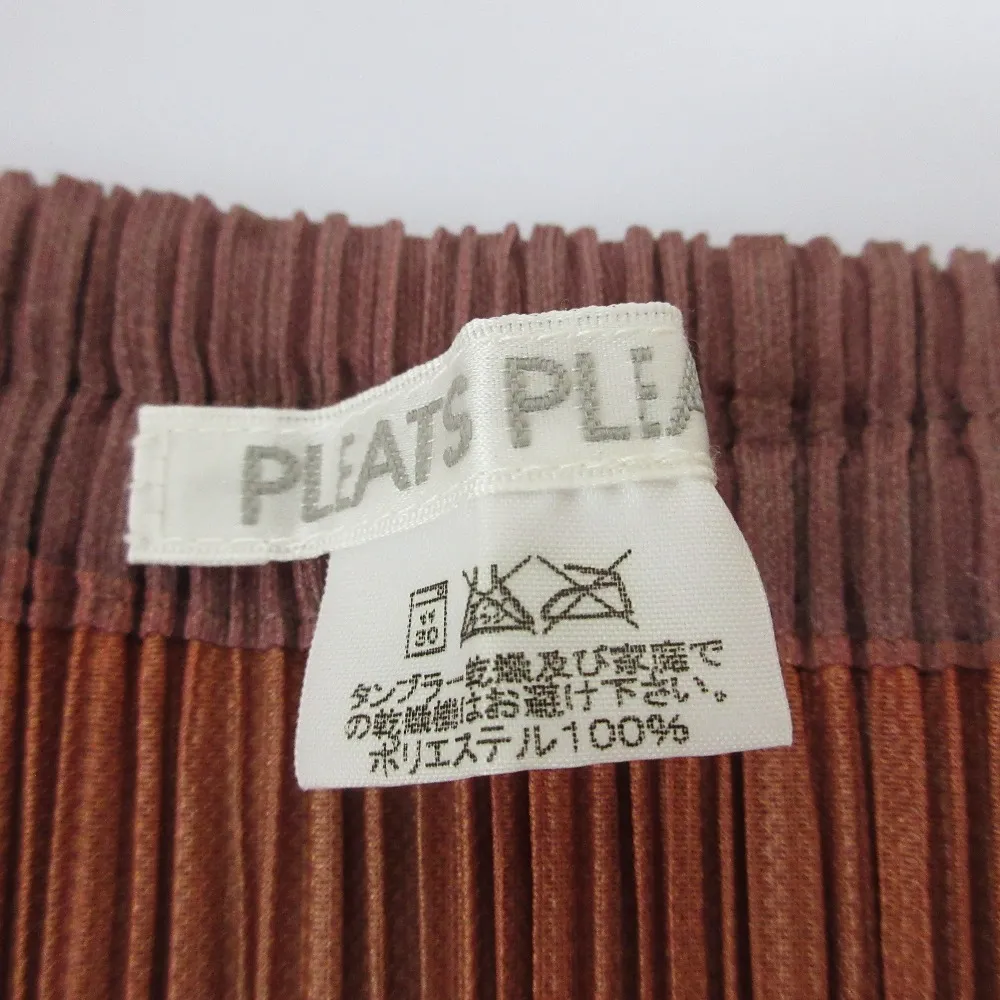 PLEATS PLEA
30
タンブラー乾燥及び家庭で
の乾燥機はお避け下さい。
ポリエステル100%